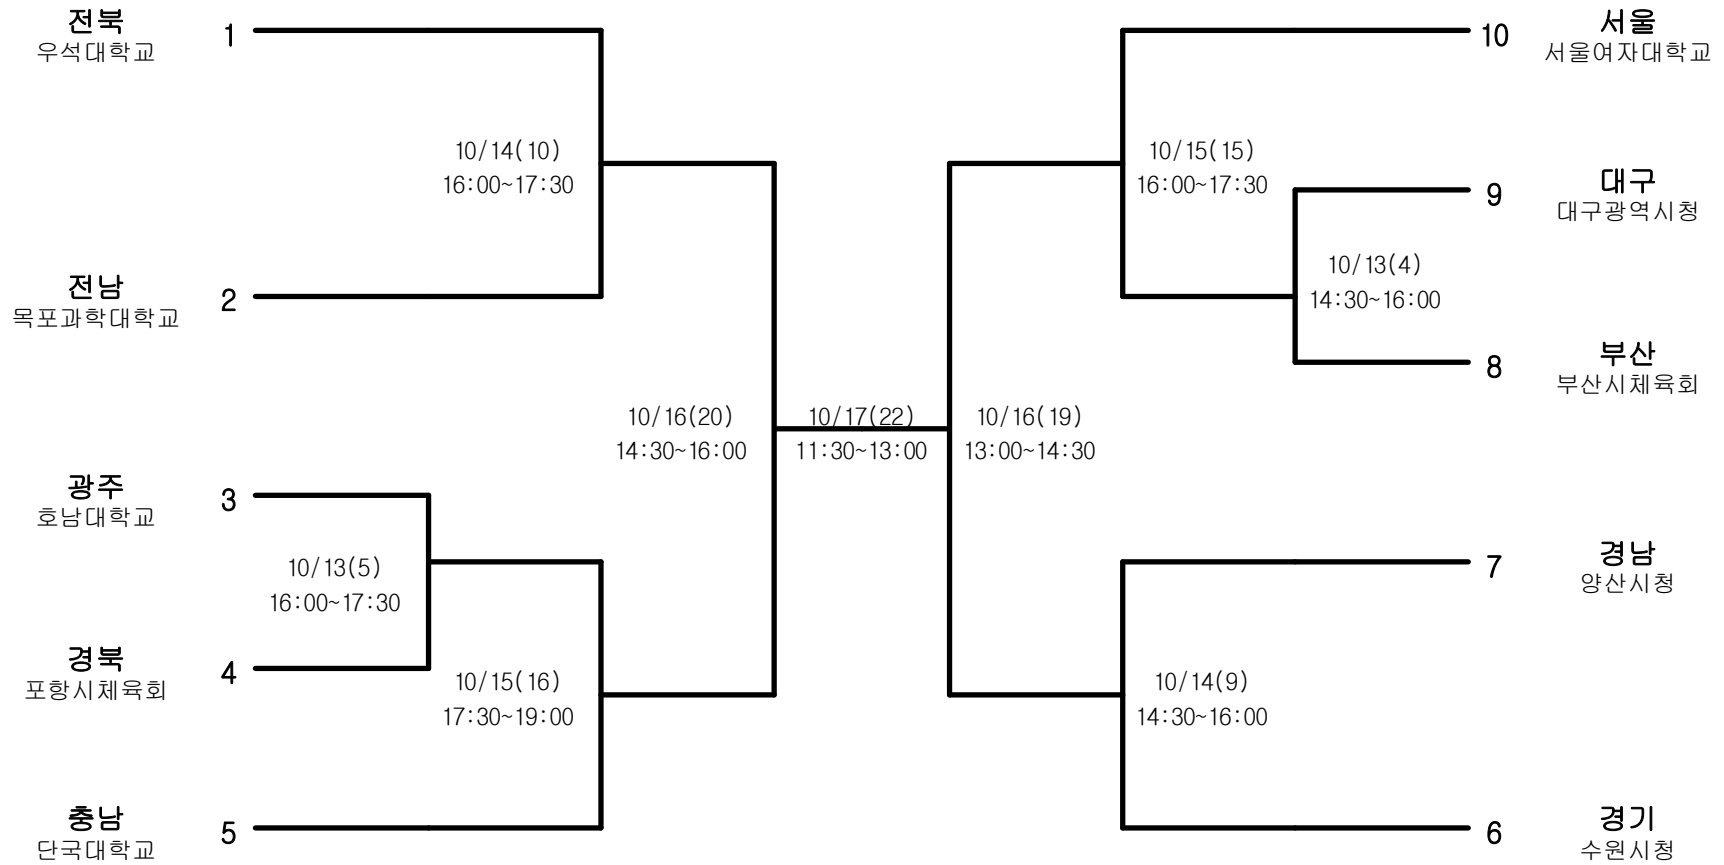 전북
우석대학교
1
10/14(10)
16:00~17:30
전남
목포과학대학교
2
10/16(20)
14:30~16:00
광주
호남대학교
3
10/13(5)
16:00~17:30
경북
포항시체육회
4
10/15(16)
17:30~19:00
충남
단국대학교
5
10/17(22)
11:30~13:00
10
서울
서울여자대학교
10/15(15)
16:00~17:30
9
대구
대구광역시청
10/13(4)
14:30~16:00
8
부산
부산시체육회
10/16(19)
13:00~14:30
7
경남
양산시청
10/14(9)
14:30~16:00
6
경기
수원시청